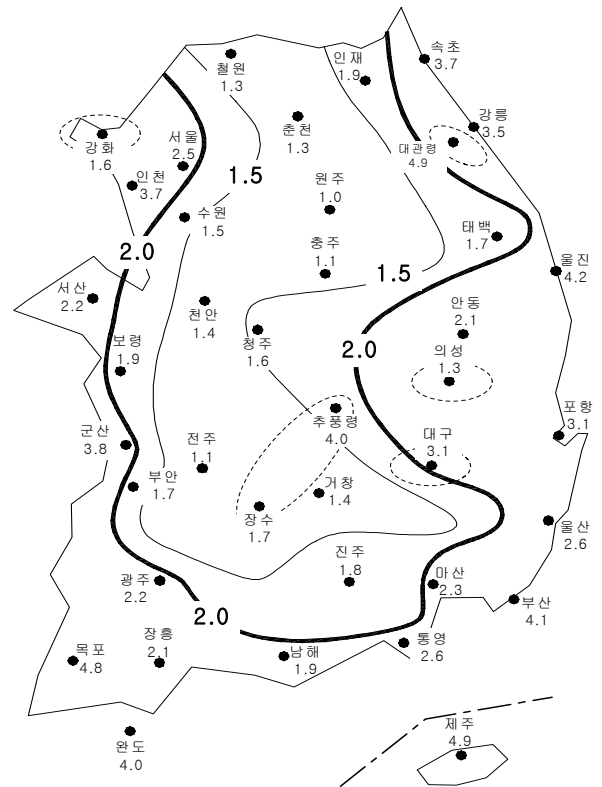 속초
3.7
인재
1.9
철원
1.3
강릉
3.5
춘천
1.3
대관령
4.9
강화
1.6
서울
2.5
인천
3.7
1.5
원주
1.0
수원
1.5
태백
1.7
2.0
충주
1.1
1.5
울진
4.2
서산
2.2
천안
1.4
안동
2.1
보령
1.9
청주
1.6
2.0
의성
1.3
추풍령
4.0
포항
3.1
군산
3.8
전주
1.1
대구
3.1
부안
1.7
거창
1.4
장수
1.7
울산
2.6
진주
1.8
광주
2.2
마산
2.3
2.0
부산
4.1
목포
4.8
장흥
2.1
남해
1.9
통영
2.6
완도
4.0
제주
4.9